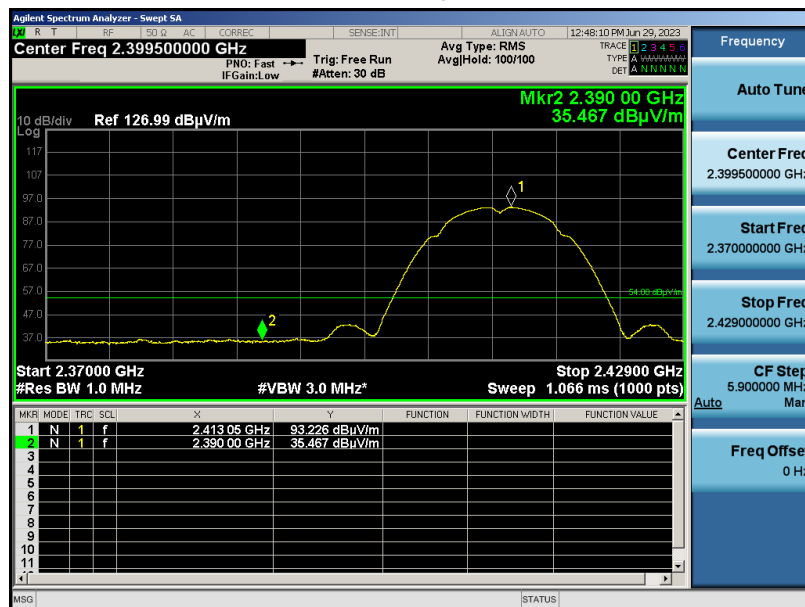 Agilent Spectrum Analyzer - Swept SA
LXI R T RF 50 Ω AC CORREC SENSE:INT ALIGN AUTO 12:48:10 PM Jun 29, 2023
Center Freq 2.399500000 GHz
PNO: Fast
IFGain:Low
Trig: Free Run
#Atten: 30 dB
Avg Type: RMS
Avg|Hold: 100/100
TRACE 1 2 3 4 5 6
TYPE A
DET A N N N N N
Mkr2 2.390 00 GHz
35.467 dBµV/m
10 dB/div Ref 126.99 dBµV/m
Log
117
107
97.0
87.0
77.0
67.0
57.0
47.0
37.0
1
2
54.00 dBµV/m
Start 2.37000 GHz Stop 2.42900 GHz
#Res BW 1.0 MHz #VBW 3.0 MHz* Sweep 1.066 ms (1000 pts)
MKR MODE TRC SCL X Y FUNCTION FUNCTION WIDTH FUNCTION VALUE
1 N 1 f 2.413 05 GHz 93.226 dBµV/m
2 N 1 f 2.390 00 GHz 35.467 dBµV/m
3
4
5
6
7
8
9
10
11
MSG STATUS
Frequency
Auto Tune
Center Freq
2.399500000 GHz
Start Freq
2.370000000 GHz
Stop Freq
2.429000000 GHz
CF Step
5.900000 MHz
Auto Man
Freq Offset
0 Hz